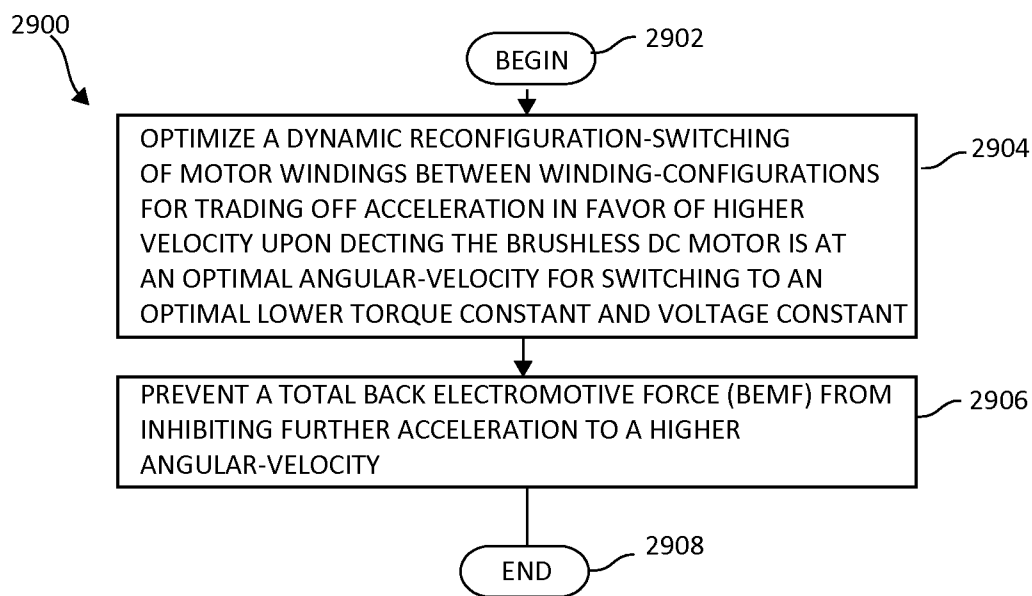 2900
BEGIN
2902
OPTIMIZE A DYNAMIC RECONFIGURATION-SWITCHING
OF MOTOR WINDINGS BETWEEN WINDING-CONFIGURATIONS
FOR TRADING OFF ACCELERATION IN FAVOR OF HIGHER
VELOCITY UPON DECTING THE BRUSHLESS DC MOTOR IS AT
AN OPTIMAL ANGULAR-VELOCITY FOR SWITCHING TO AN
OPTIMAL LOWER TORQUE CONSTANT AND VOLTAGE CONSTANT
2904
PREVENT A TOTAL BACK ELECTROMOTIVE FORCE (BEMF) FROM
INHIBITING FURTHER ACCELERATION TO A HIGHER
ANGULAR-VELOCITY
2906
END
2908